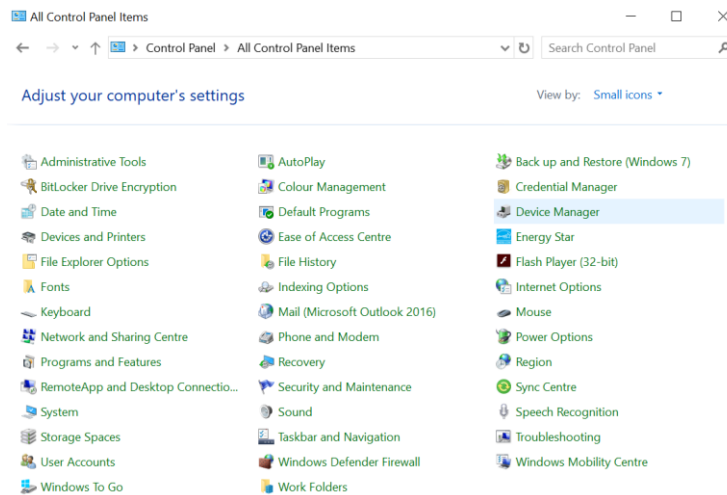 All Control Panel Items
Control Panel > All Control Panel Items
Search Control Panel
Adjust your computer's settings
View by: Small icons
Administrative Tools AutoPlay Back up and Restore (Windows 7)
BitLocker Drive Encryption Colour Management Credential Manager
Date and Time Default Programs Device Manager
Devices and Printers Ease of Access Centre Energy Star
File Explorer Options File History Flash Player (32-bit)
Fonts Indexing Options Internet Options
Keyboard Mail (Microsoft Outlook 2016) Mouse
Network and Sharing Centre Phone and Modem Power Options
Programs and Features Recovery Region
RemoteApp and Desktop Connectio... Security and Maintenance Sync Centre
System Sound Speech Recognition
Storage Spaces Taskbar and Navigation Troubleshooting
User Accounts Windows Defender Firewall Windows Mobility Centre
Windows To Go Work Folders